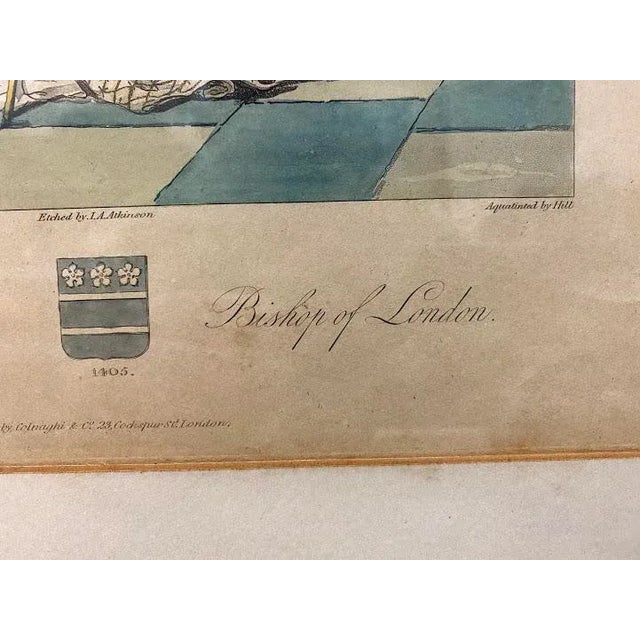 Etched by I.A. Atkinson
Aquatinted by Hill
Bishop of London.
1405.
by, Colnaghi & Co. 23, Cockspur St. London.